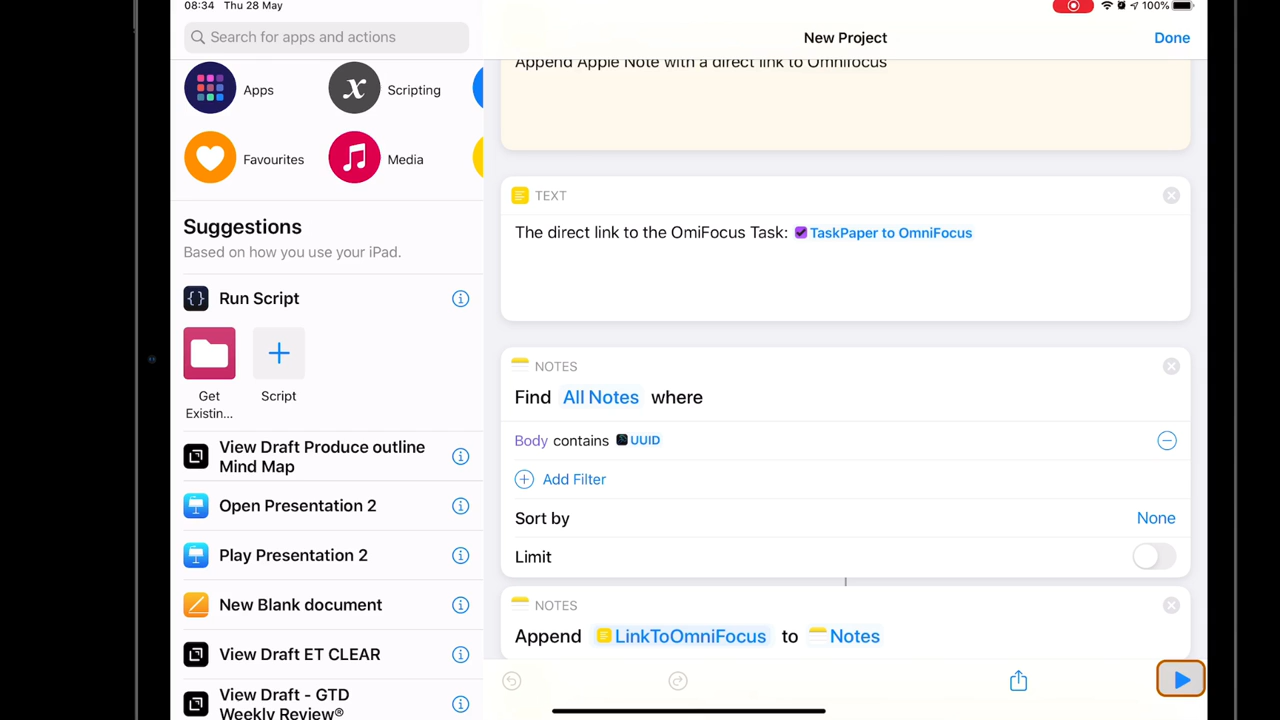 08:34 Thu 28 May
100%
Search for apps and actions
New Project
Done
Apps
Scripting
Favourites
Media
Suggestions
Based on how you use your iPad.
Run Script
Get
Existin...
Script
View Draft Produce outline
Mind Map
Open Presentation 2
Play Presentation 2
New Blank document
View Draft ET CLEAR
View Draft - GTD
Weekly Review®
Append Apple Note with a direct link to Omnifocus
TEXT
The direct link to the OmiFocus Task: TaskPaper to OmniFocus
NOTES
Find All Notes where
Body contains UUID
Add Filter
Sort by None
Limit
NOTES
Append LinkToOmniFocus to Notes